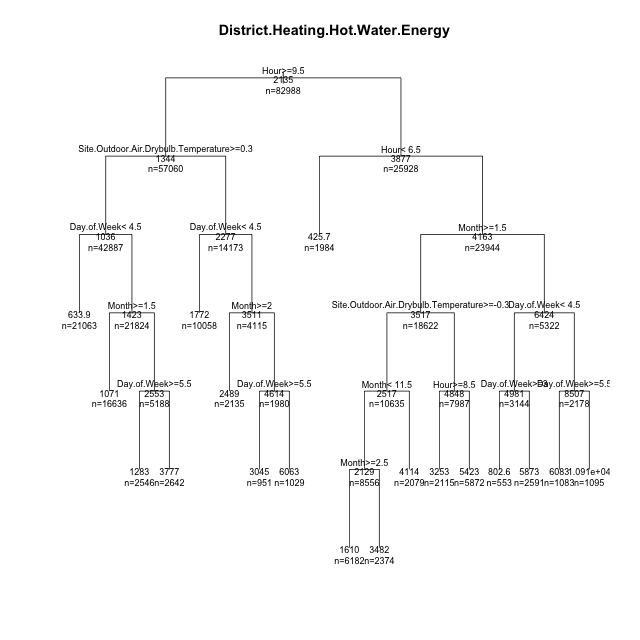 District.Heating.Hot.Water.Energy
Hour>=9.5
2135
n=82988
Site.Outdoor.Air.Drybulb.Temperature>=0.3
1344
n=57060
Hour< 6.5
3877
n=25928
Day.of.Week< 4.5
1036
n=42887
Day.of.Week< 4.5
2277
n=14173
425.7
n=1984
Month>=1.5
4163
n=23944
633.9
n=21063
Month>=1.5
1423
n=21824
1772
n=10058
Month>=2
3511
n=4115
Site.Outdoor.Air.Drybulb.Temperature>=-0.3
3517
n=18622
Day.of.Week< 4.5
6424
n=5322
1071
n=16636
Day.of.Week>=5.5
2553
n=5188
2489
n=2135
Day.of.Week>=5.5
4614
n=1980
Month< 11.5
2517
n=10635
Hour>=8.5
4848
n=7987
Day.of.Week>=3
4981
n=3144
Day.of.Week>=5.5
8507
n=2178
1283
n=2546
3777
n=2642
3045
n=951
6063
n=1029
Month>=2.5
2129
n=8556
4114
n=2079
3253
n=2115
5423
n=5872
802.6
n=553
5873
n=2591
6083
n=1083
1.091e+04
n=1095
1610
n=6182
3482
n=2374